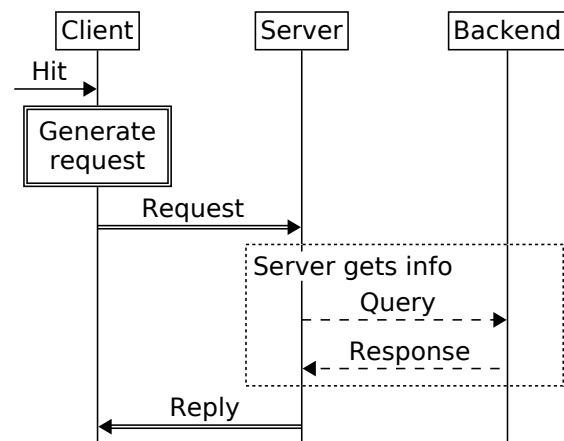 Client
Server
Backend
Hit
Generate
request
Request
Server gets info
Query
Response
Reply